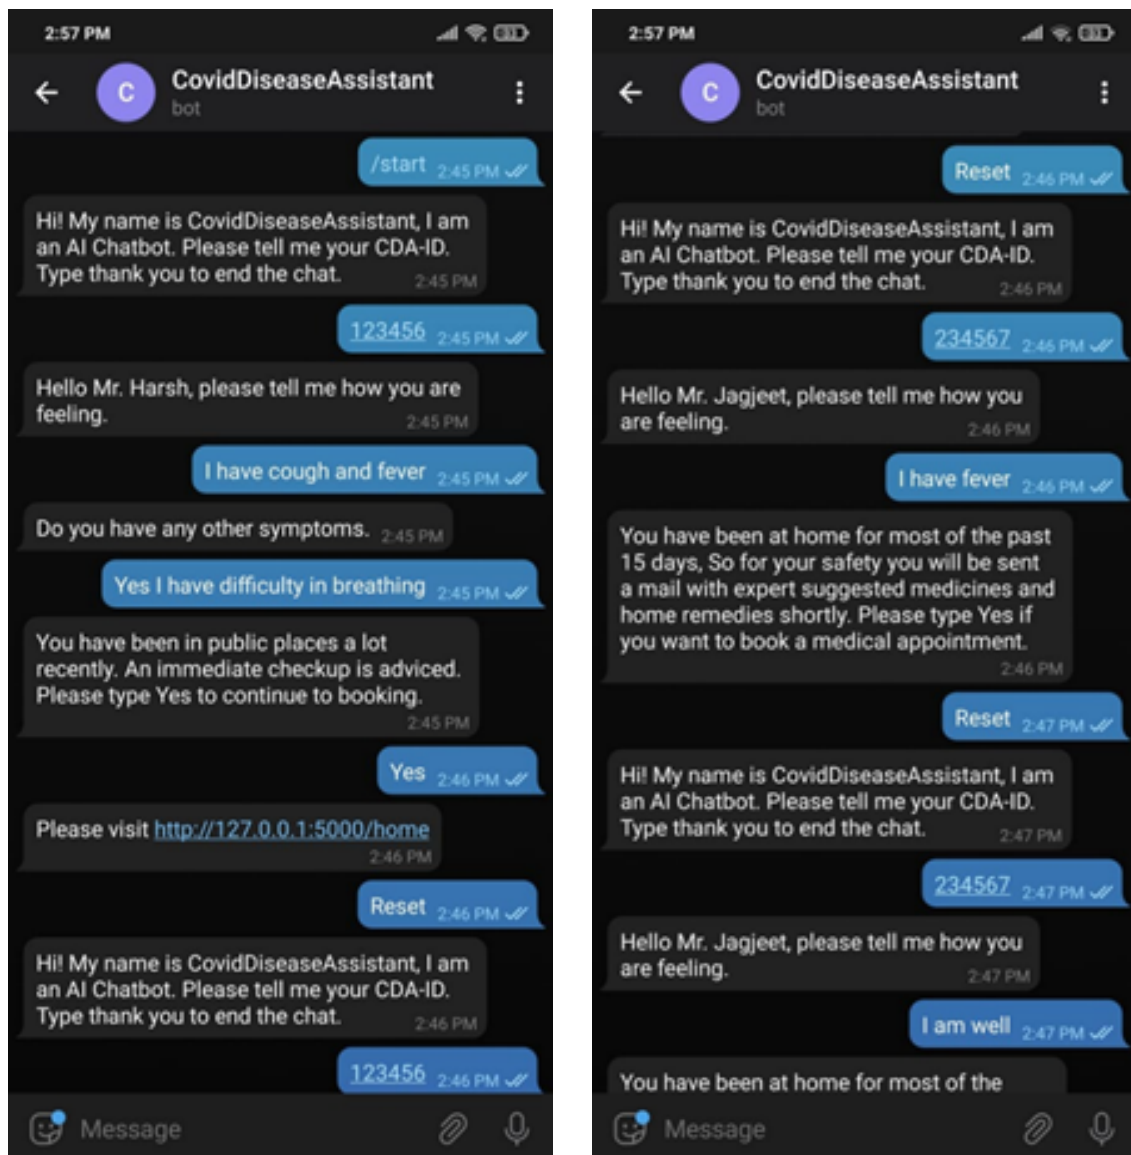 2:57 PM
33
C
CovidDiseaseAssistant
bot
/start 2:45 PM
Hi! My name is CovidDiseaseAssistant, I am
an AI Chatbot. Please tell me your CDA-ID.
Type thank you to end the chat. 2:45 PM
123456 2:45 PM
Hello Mr. Harsh, please tell me how you are
feeling. 2:45 PM
I have cough and fever 2:45 PM
Do you have any other symptoms. 2:45 PM
Yes I have difficulty in breathing 2:45 PM
You have been in public places a lot
recently. An immediate checkup is adviced.
Please type Yes to continue to booking.
2:45 PM
Yes 2:46 PM
Please visit http://127.0.0.1:5000/home
2:46 PM
Reset 2:46 PM
Hi! My name is CovidDiseaseAssistant, I am
an AI Chatbot. Please tell me your CDA-ID.
Type thank you to end the chat. 2:46 PM
123456 2:46 PM
Message
2:57 PM
33
C
CovidDiseaseAssistant
bot
Reset 2:46 PM
Hi! My name is CovidDiseaseAssistant, I am
an AI Chatbot. Please tell me your CDA-ID.
Type thank you to end the chat. 2:46 PM
234567 2:46 PM
Hello Mr. Jagjeet, please tell me how you
are feeling. 2:46 PM
I have fever 2:46 PM
You have been at home for most of the past
15 days, So for your safety you will be sent
a mail with expert suggested medicines and
home remedies shortly. Please type Yes if
you want to book a medical appointment.
2:46 PM
Reset 2:47 PM
Hi! My name is CovidDiseaseAssistant, I am
an AI Chatbot. Please tell me your CDA-ID.
Type thank you to end the chat. 2:47 PM
234567 2:47 PM
Hello Mr. Jagjeet, please tell me how you
are feeling. 2:47 PM
I am well 2:47 PM
You have been at home for most of the
Message